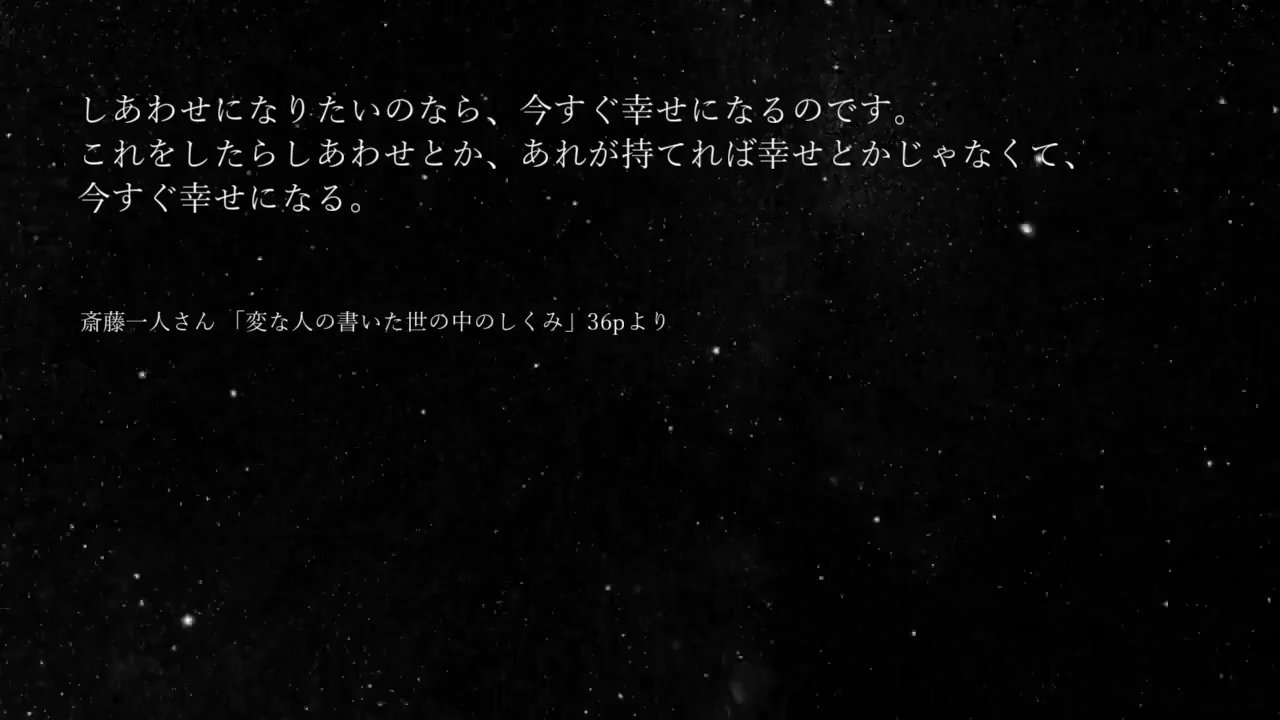 しあわせになりたいのなら、今すぐ幸せになるのです。
これをしたらしあわせとか、あれが持てれば幸せとかじゃなくて、
今すぐ幸せになる。
斎藤一人さん 「変な人の書いた世の中のしくみ」36pより